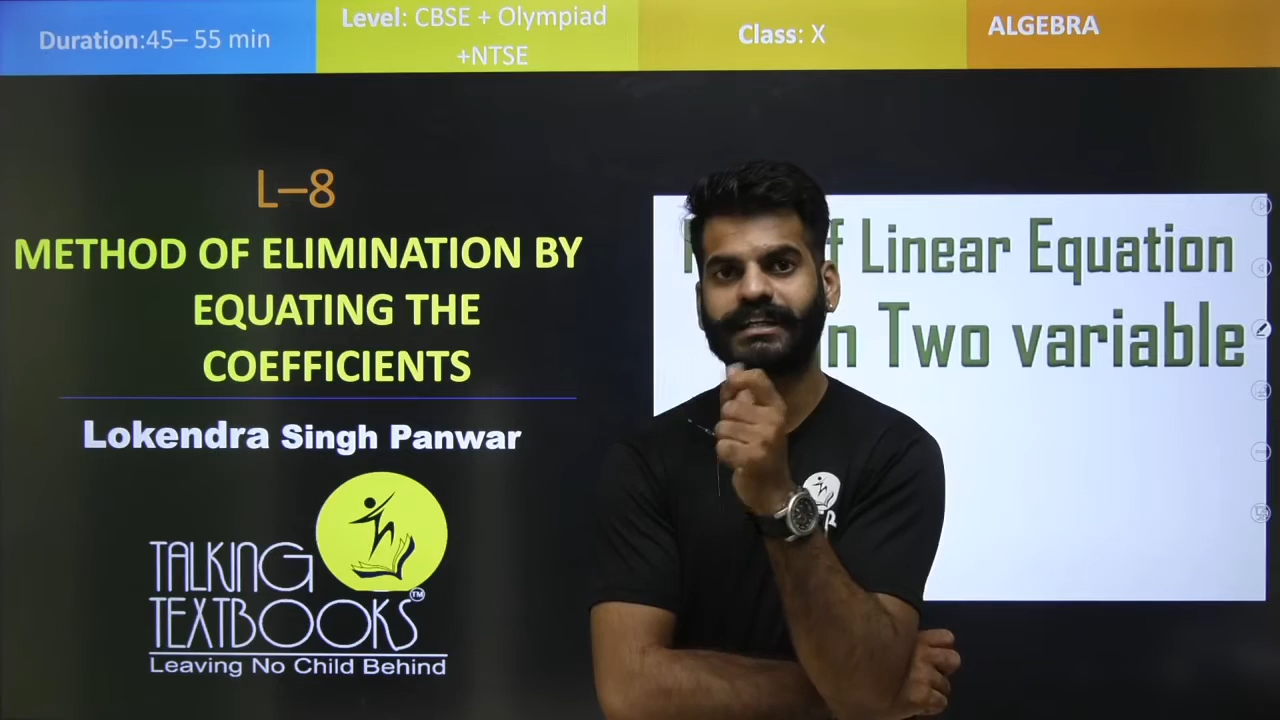 Duration:45– 55 min
Level: CBSE + Olympiad
+NTSE
Class: X
ALGEBRA
L–8
METHOD OF ELIMINATION BY
EQUATING THE
COEFFICIENTS
Lokendra Singh Panwar
TALKING
TEXTBOOKS™
Leaving No Child Behind
Linear Equation
Two variable